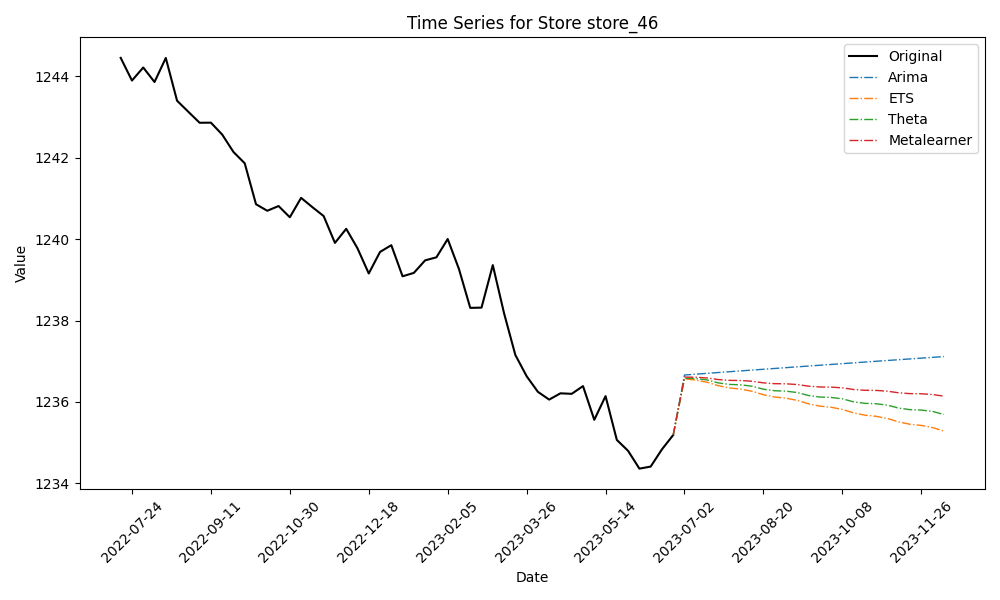 Time Series for Store store_46
Original
Arima
ETS
Theta
Metalearner
1244
1242
1240
1238
1236
1234
Value
2022-07-24
2022-09-11
2022-10-30
2022-12-18
2023-02-05
2023-03-26
2023-05-14
2023-07-02
2023-08-20
2023-10-08
2023-11-26
Date